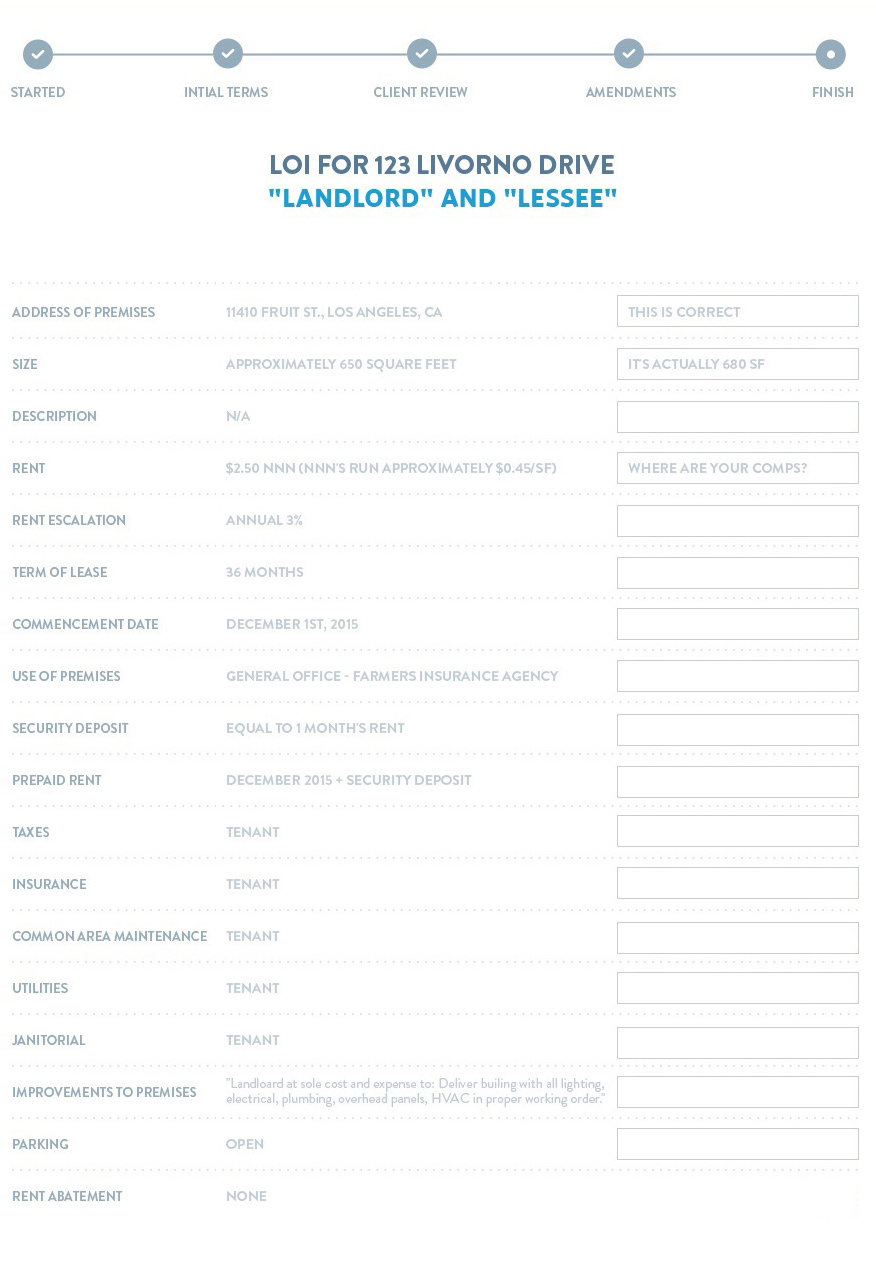 STARTED
INTIAL TERMS
CLIENT REVIEW
AMENDMENTS
FINISH
LOI FOR 123 LIVORNO DRIVE
"LANDLORD" AND "LESSEE"
ADDRESS OF PREMISES 11410 FRUIT ST., LOS ANGELES, CA THIS IS CORRECT
SIZE APPROXIMATELY 650 SQUARE FEET IT'S ACTUALLY 680 SF
DESCRIPTION N/A
RENT $2.50 NNN (NNN'S RUN APPROXIMATELY $0.45/SF) WHERE ARE YOUR COMPS?
RENT ESCALATION ANNUAL 3%
TERM OF LEASE 36 MONTHS
COMMENCEMENT DATE DECEMBER 1ST, 2015
USE OF PREMISES GENERAL OFFICE - FARMERS INSURANCE AGENCY
SECURITY DEPOSIT EQUAL TO 1 MONTH'S RENT
PREPAID RENT DECEMBER 2015 + SECURITY DEPOSIT
TAXES TENANT
INSURANCE TENANT
COMMON AREA MAINTENANCE TENANT
UTILITIES TENANT
JANITORIAL TENANT
IMPROVEMENTS TO PREMISES "Landloard at sole cost and expense to: Deliver builing with all lighting,
electrical, plumbing, overhead panels, HVAC in proper working order."
PARKING OPEN
RENT ABATEMENT NONE